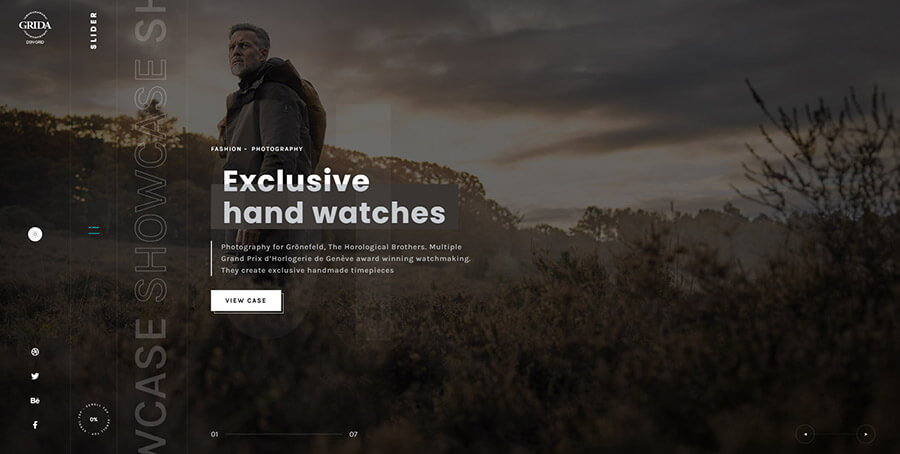 GRIDA
DSN GRID
SLIDER
WCASE SHOWCASE SH
FASHION - PHOTOGRAPHY
Exclusive
hand watches
Photography for Grönefeld, The Horological Brothers. Multiple
Grand Prix d'Horlogerie de Genève award winning watchmaking.
They create exclusive handmade timepieces
VIEW CASE
Bē
0%
01
07